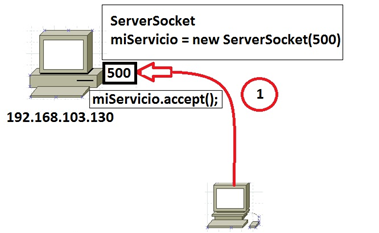 ServerSocket
miServicio = new ServerSocket(500)
500
miServicio.accept();
1
192.168.103.130